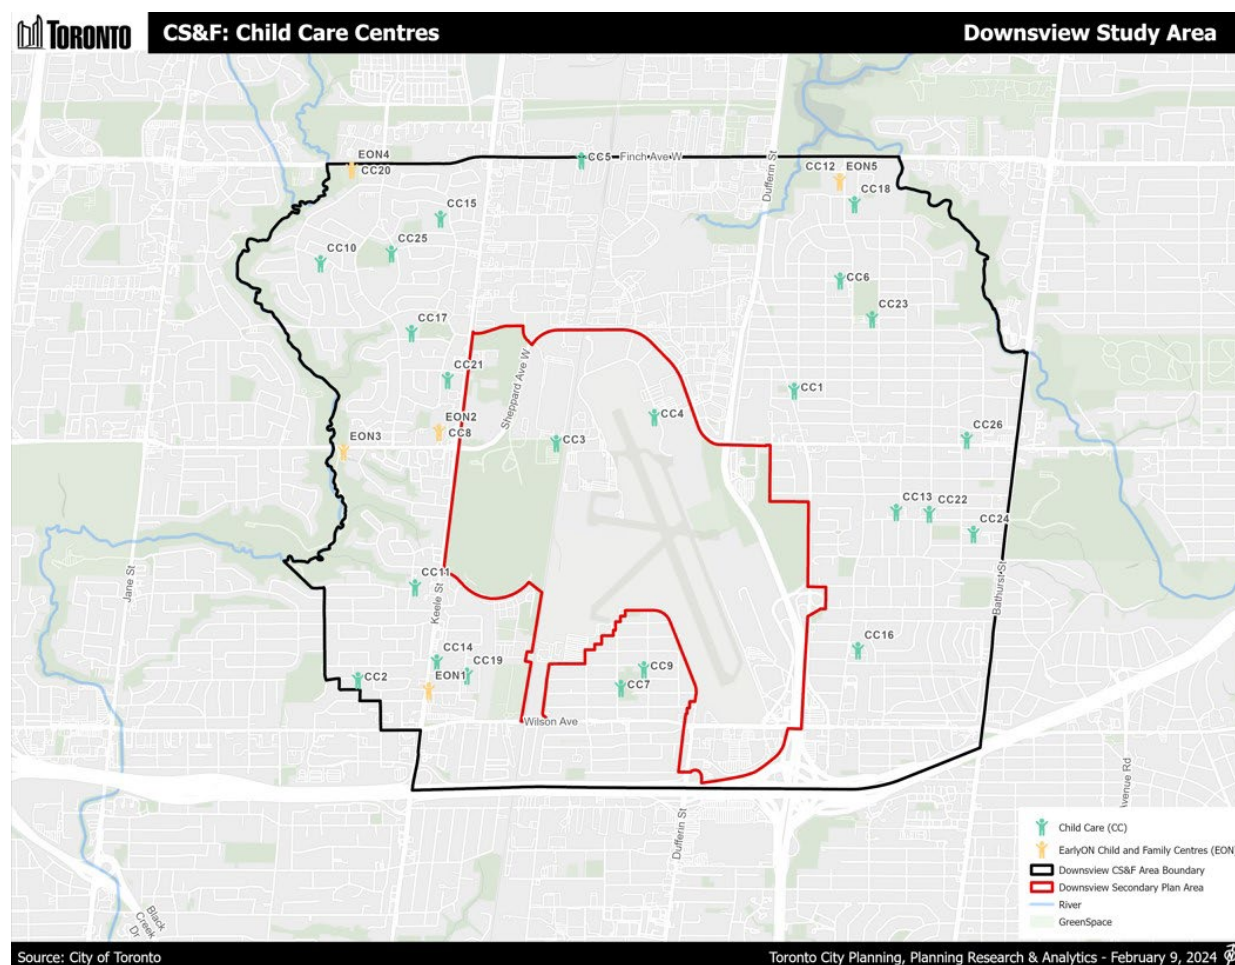 TORONTO
CS&F: Child Care Centres
Downsview Study Area
EON4
CC20
CC5
Finch Ave W
Dufferin St
CC12
EON5
CC18
CC15
CC10
CC25
CC6
CC23
CC17
CC21
Sheppard Ave W
CC1
CC4
EON2
CC8
CC3
EON3
CC26
CC13
CC22
CC24
Jane St
Keele St
CC11
Bathurst St
CC16
CC14
CC19
CC2
EON1
CC9
CC7
Wilson Ave
Dufferin St
Avenue Rd
Black Creek Dr
Child Care (CC)
EarlyON Child and Family Centres (EON)
Downsview CS&F Area Boundary
Downsview Secondary Plan Area
River
GreenSpace
Source: City of Toronto
Toronto City Planning, Planning Research & Analytics - February 9, 2024